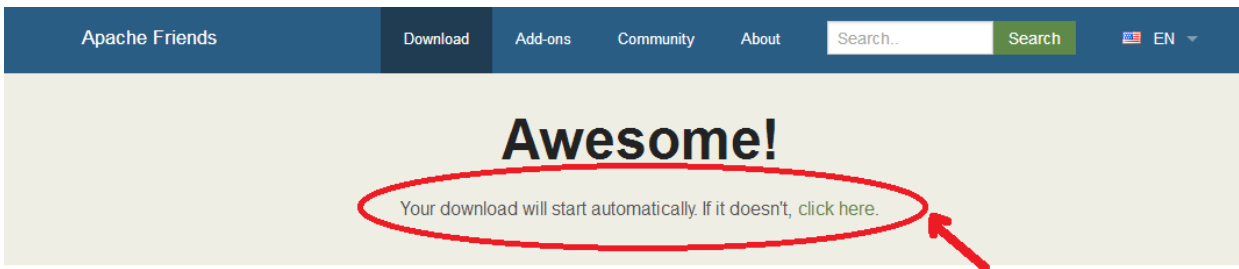 Apache Friends Download Add-ons Community About Search.. Search EN
Awesome!
Your download will start automatically. If it doesn't, click here.